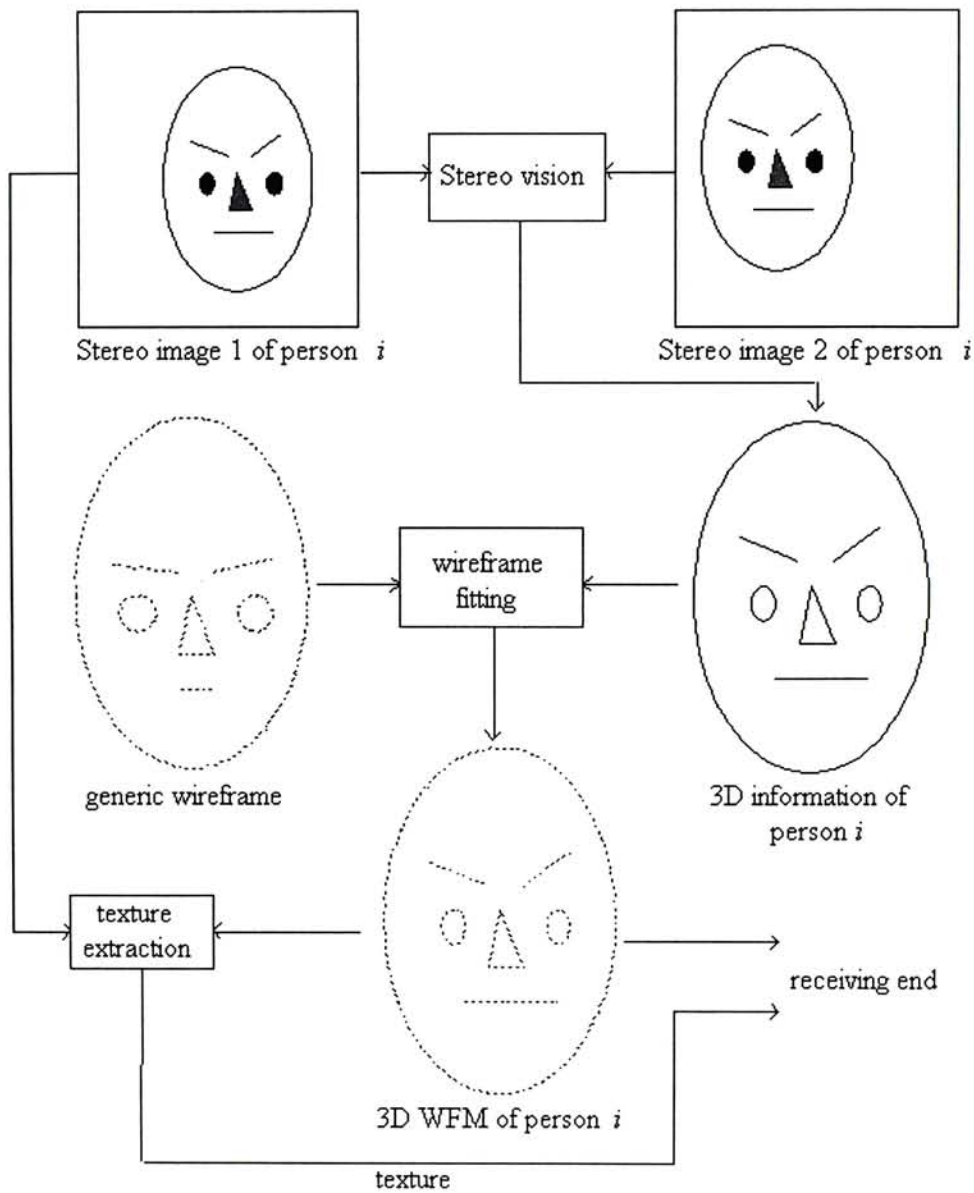 Stereo vision
Stereo image 1 of person i
Stereo image 2 of person i
wireframe
fitting
generic wireframe
3D information of
person i
texture
extraction
receiving end
3D WFM of person i
texture